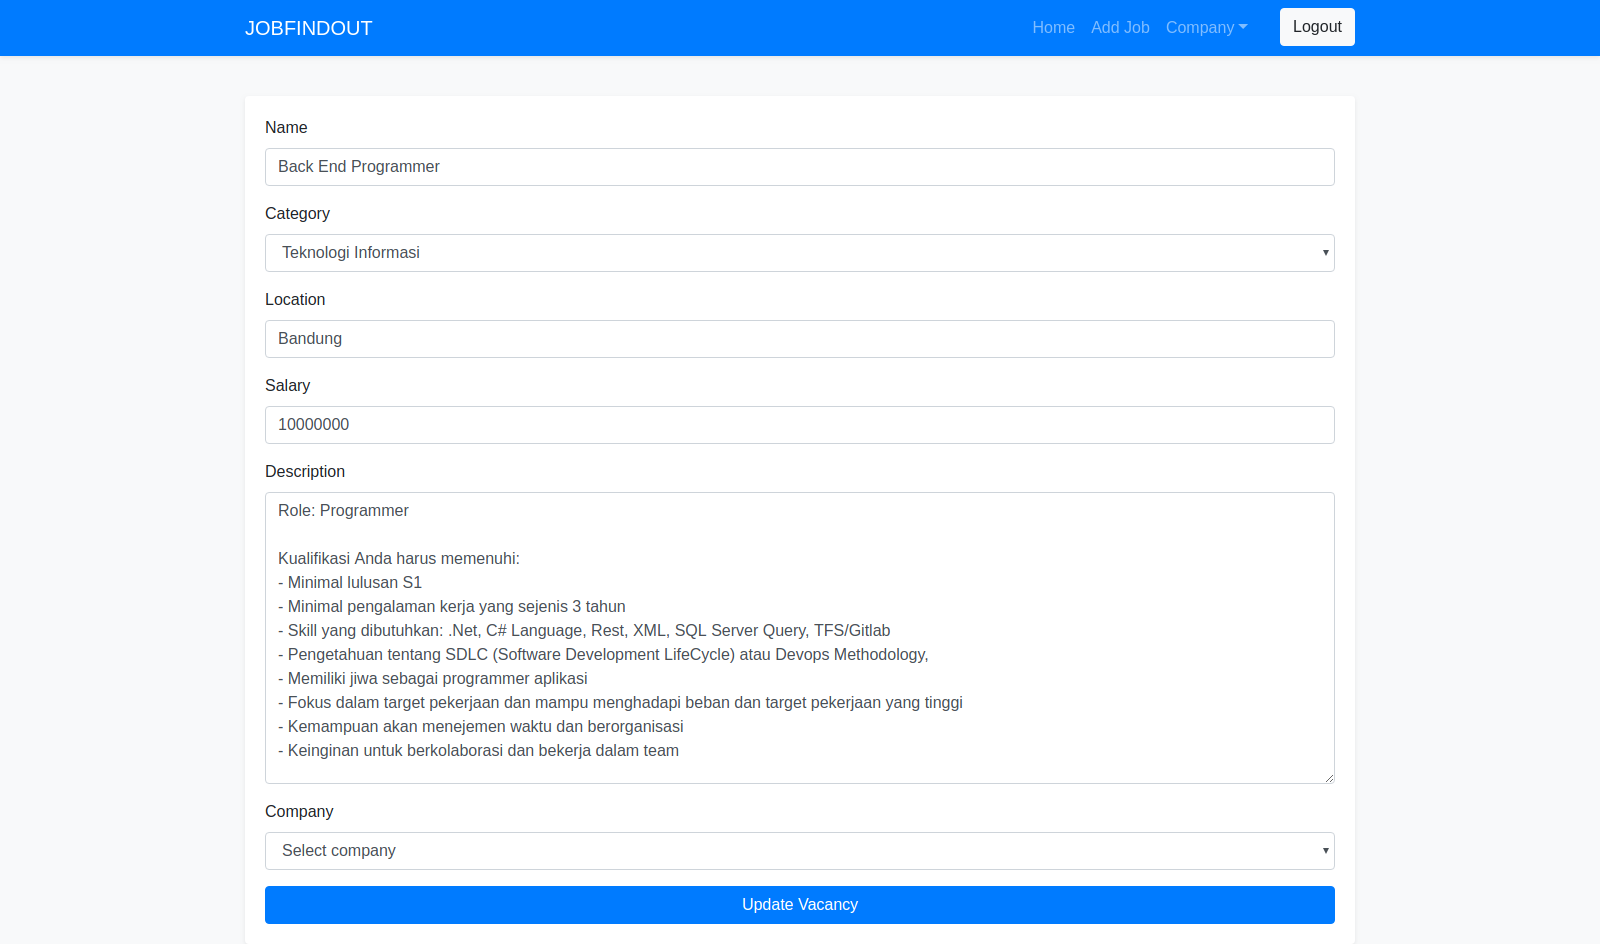 JOBFINDOUT
Home Add Job Company Logout
Name
Back End Programmer
Category
Teknologi Informasi
Location
Bandung
Salary
10000000
Description
Role: Programmer
Kualifikasi Anda harus memenuhi:
- Minimal lulusan S1
- Minimal pengalaman kerja yang sejenis 3 tahun
- Skill yang dibutuhkan: .Net, C# Language, Rest, XML, SQL Server Query, TFS/Gitlab
- Pengetahuan tentang SDLC (Software Development LifeCycle) atau Devops Methodology,
- Memiliki jiwa sebagai programmer aplikasi
- Fokus dalam target pekerjaan dan mampu menghadapi beban dan target pekerjaan yang tinggi
- Kemampuan akan menejemen waktu dan berorganisasi
- Keinginan untuk berkolaborasi dan bekerja dalam team
Company
Select company
Update Vacancy